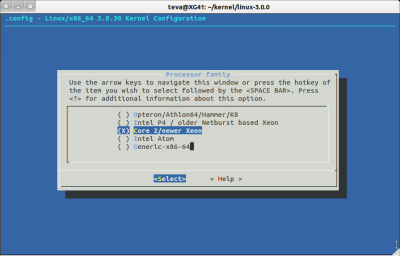 teva@XG41: ~/kernel/linux-3.0.0
.config - Linux/x86_64 3.0.30 Kernel Configuration
Processor family
Use the arrow keys to navigate this window or press the hotkey of
the item you wish to select followed by the <SPACE BAR>. Press
<?> for additional information about this option.
( ) Opteron/Athlon64/Hammer/K8
( ) Intel P4 / older Netburst based Xeon
(X) Core 2/newer Xeon
( ) Intel Atom
( ) Generic-x86-64
<Select> < Help >